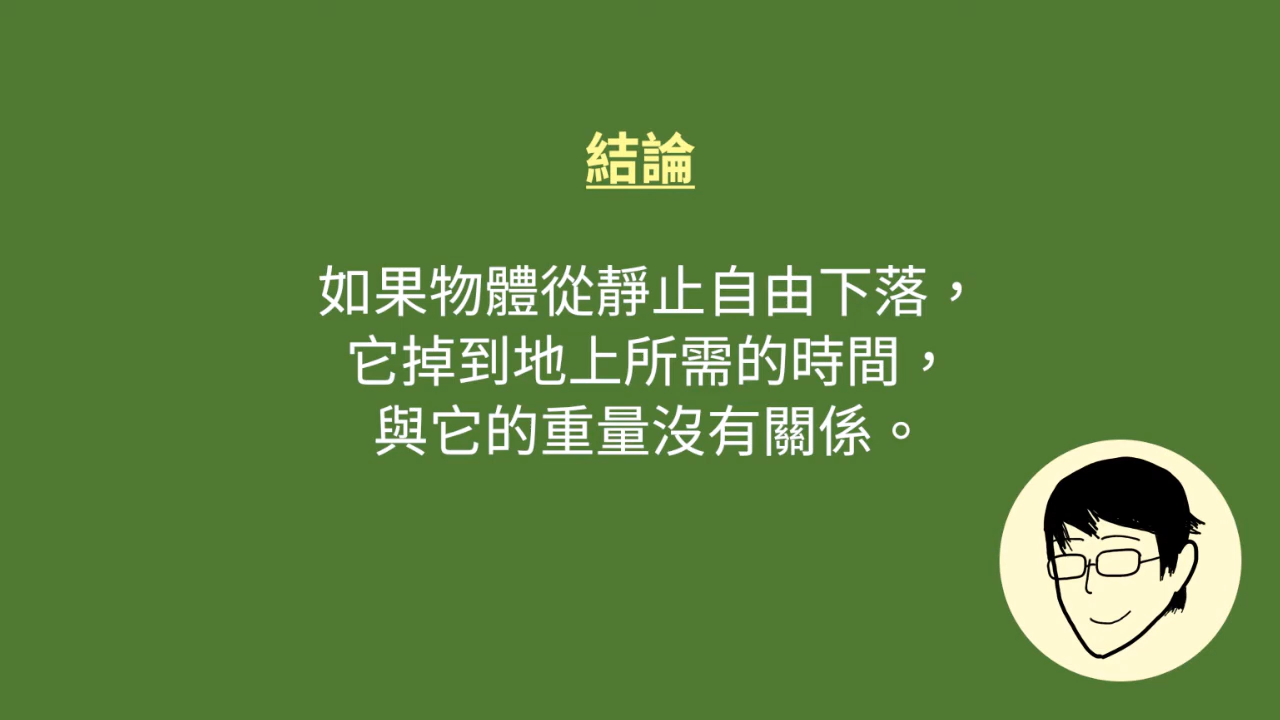 結論
如果物體從靜止自由下落，
它掉到地上所需的時間，
與它的重量沒有關係。